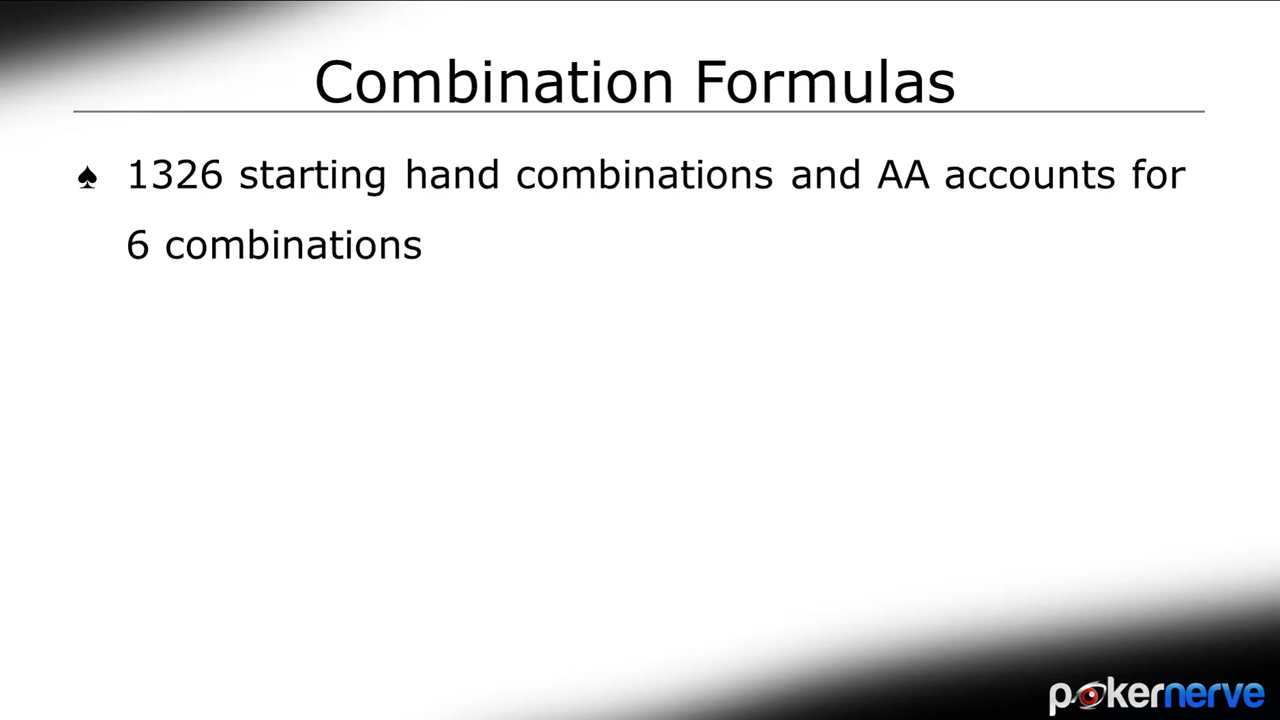 Combination Formulas
♠ 1326 starting hand combinations and AA accounts for
6 combinations
pokernerve